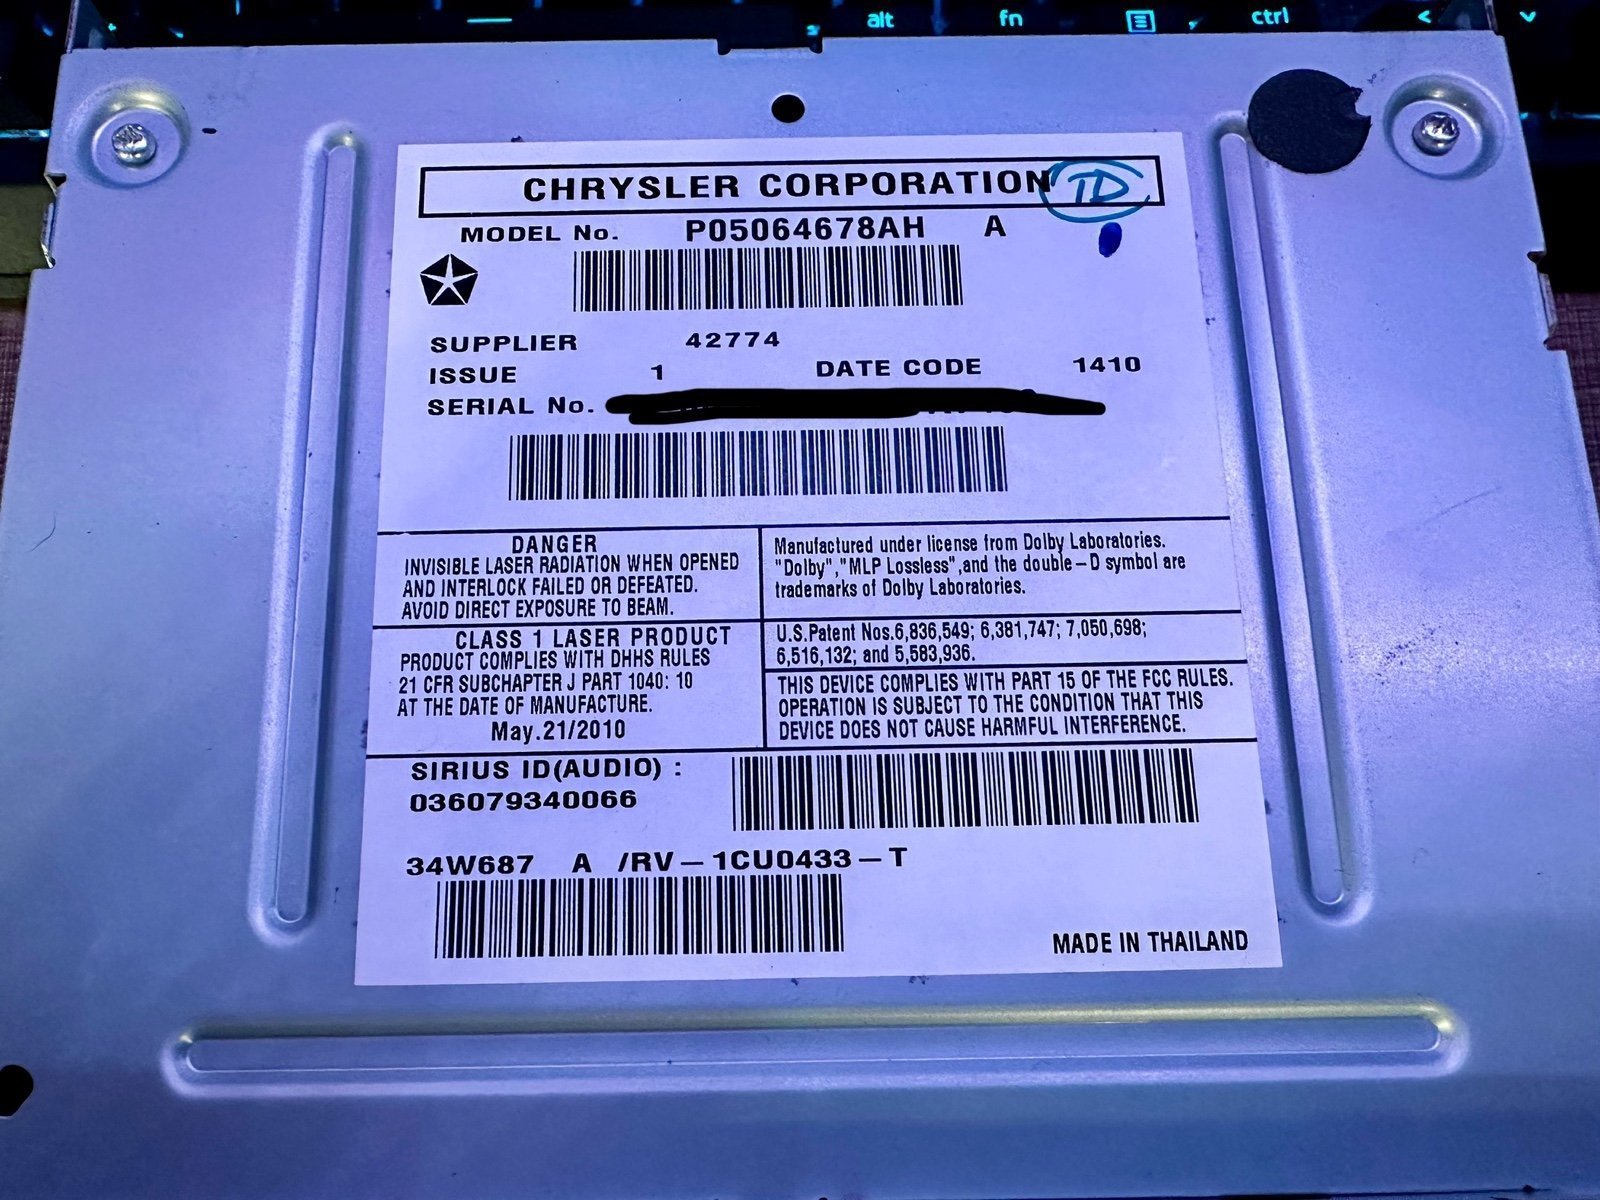 alt fn ctrl < v
CHRYSLER CORPORATION TD
MODEL No. P05064678AH A
SUPPLIER 42774
ISSUE 1 DATE CODE 1410
SERIAL No.
DANGER
INVISIBLE LASER RADIATION WHEN OPENED
AND INTERLOCK FAILED OR DEFEATED.
AVOID DIRECT EXPOSURE TO BEAM.
Manufactured under license from Dolby Laboratories.
"Dolby","MLP Lossless",and the double-D symbol are
trademarks of Dolby Laboratories.
CLASS 1 LASER PRODUCT
PRODUCT COMPLIES WITH DHHS RULES
21 CFR SUBCHAPTER J PART 1040: 10
AT THE DATE OF MANUFACTURE.
May.21/2010
U.S.Patent Nos.6,836,549; 6,381,747; 7,050,698;
6,516,132; and 5,583,936.
THIS DEVICE COMPLIES WITH PART 15 OF THE FCC RULES.
OPERATION IS SUBJECT TO THE CONDITION THAT THIS
DEVICE DOES NOT CAUSE HARMFUL INTERFERENCE.
SIRIUS ID(AUDIO) :
036079340066
34W687 A /RV-1CU0433-T
MADE IN THAILAND